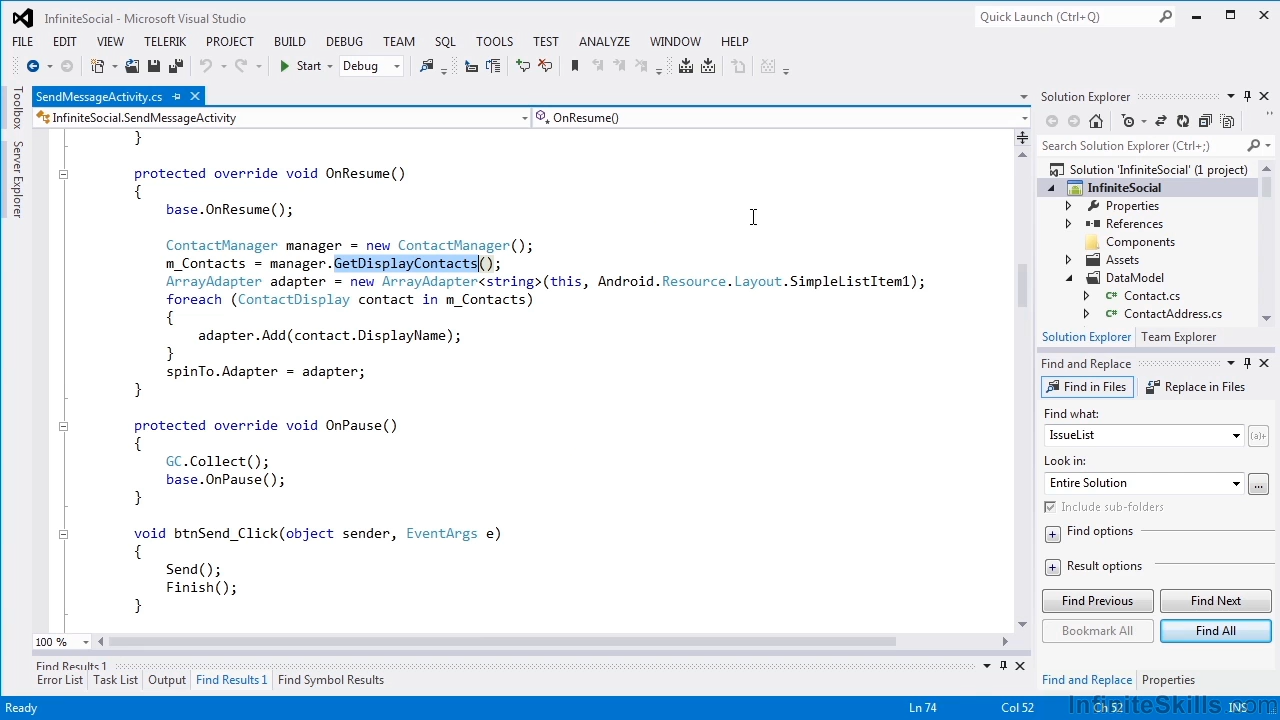 InfiniteSocial - Microsoft Visual Studio
Quick Launch (Ctrl+Q)
FILE EDIT VIEW TELERIK PROJECT BUILD DEBUG TEAM SQL TOOLS TEST ANALYZE WINDOW HELP
Start Debug
SendMessageActivity.cs
InfiniteSocial.SendMessageActivity OnResume()
Toolbox
Server Explorer
}
protected override void OnResume()
{
base.OnResume();
ContactManager manager = new ContactManager();
m_Contacts = manager.GetDisplayContacts();
ArrayAdapter adapter = new ArrayAdapter<string>(this, Android.Resource.Layout.SimpleListItem1);
foreach (ContactDisplay contact in m_Contacts)
{
adapter.Add(contact.DisplayName);
}
spinTo.Adapter = adapter;
}
protected override void OnPause()
{
GC.Collect();
base.OnPause();
}
void btnSend_Click(object sender, EventArgs e)
{
Send();
Finish();
}
100 %
Find Results 1
Error List Task List Output Find Results 1 Find Symbol Results
Solution Explorer
Search Solution Explorer (Ctrl+;)
Solution 'InfiniteSocial' (1 project)
InfiniteSocial
Properties
References
Components
Assets
DataModel
C# Contact.cs
C# ContactAddress.cs
Solution Explorer Team Explorer
Find and Replace
Find in Files Replace in Files
Find what:
IssueList
(a)+
Look in:
Entire Solution
...
Include sub-folders
Find options
Result options
Find Previous Find Next
Bookmark All Find All
Find and Replace Properties
Ready Ln 74 Col 52 Ch 52 INS
InfiniteSkills.com